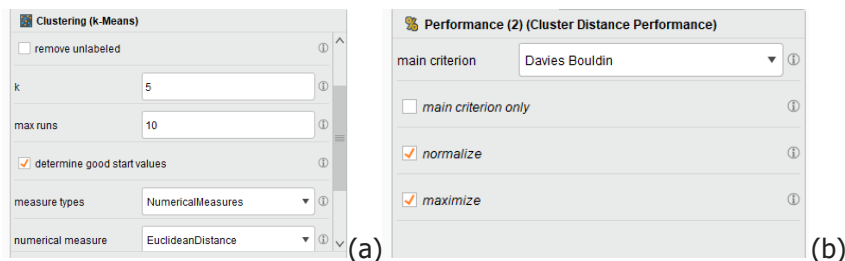 Clustering (k-Means)
remove unlabeled
k 5
max runs 10
determine good start values
measure types NumericalMeasures
numerical measure EuclideanDistance
(a)
Performance (2) (Cluster Distance Performance)
main criterion Davies Bouldin
main criterion only
normalize
maximize
(b)